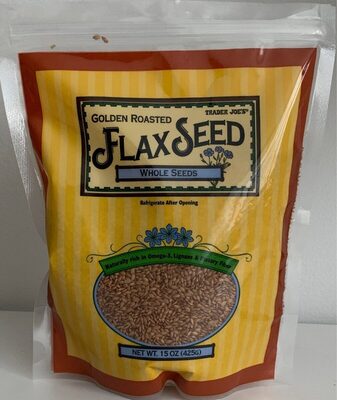 TRADER JOE'S®
GOLDEN ROASTED
FLAX SEED
WHOLE SEEDS
Refrigerate After Opening
Naturally rich in Omega-3, Lignans & Dietary Fiber
NET WT. 15 OZ (425g)